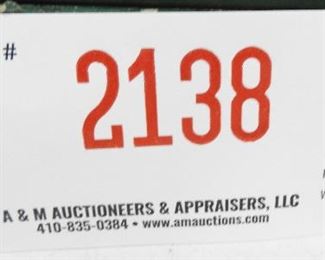 #
2138
A & M AUCTIONEERS & APPRAISERS, LLC
410-835-0384 • www.amauctions.com